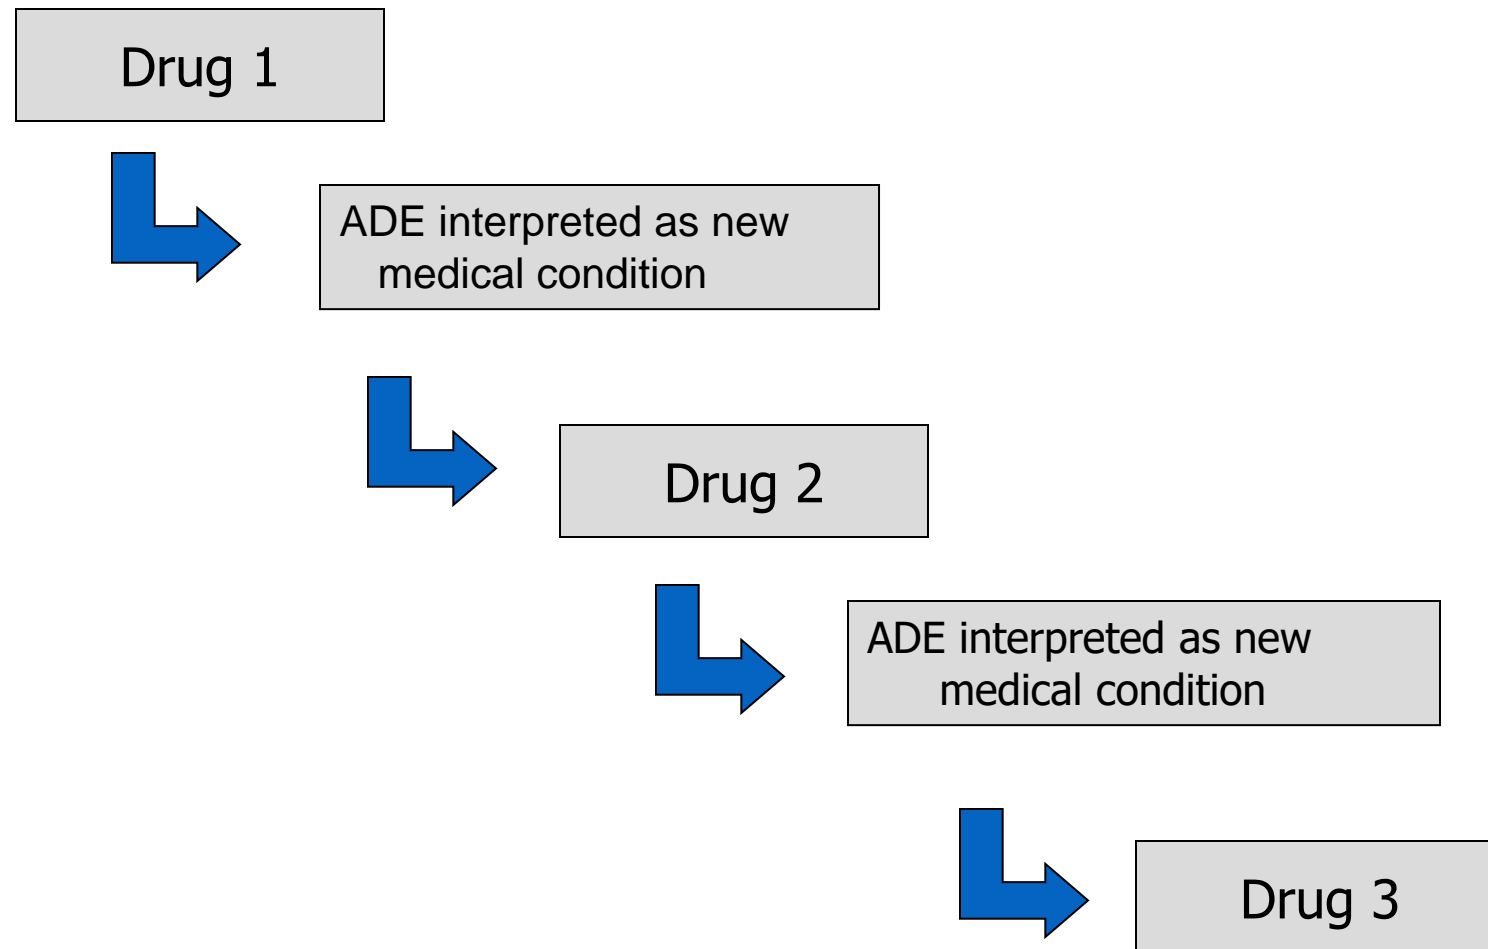 Drug 1
ADE interpreted as new
medical condition
Drug 2
ADE interpreted as new
medical condition
Drug 3